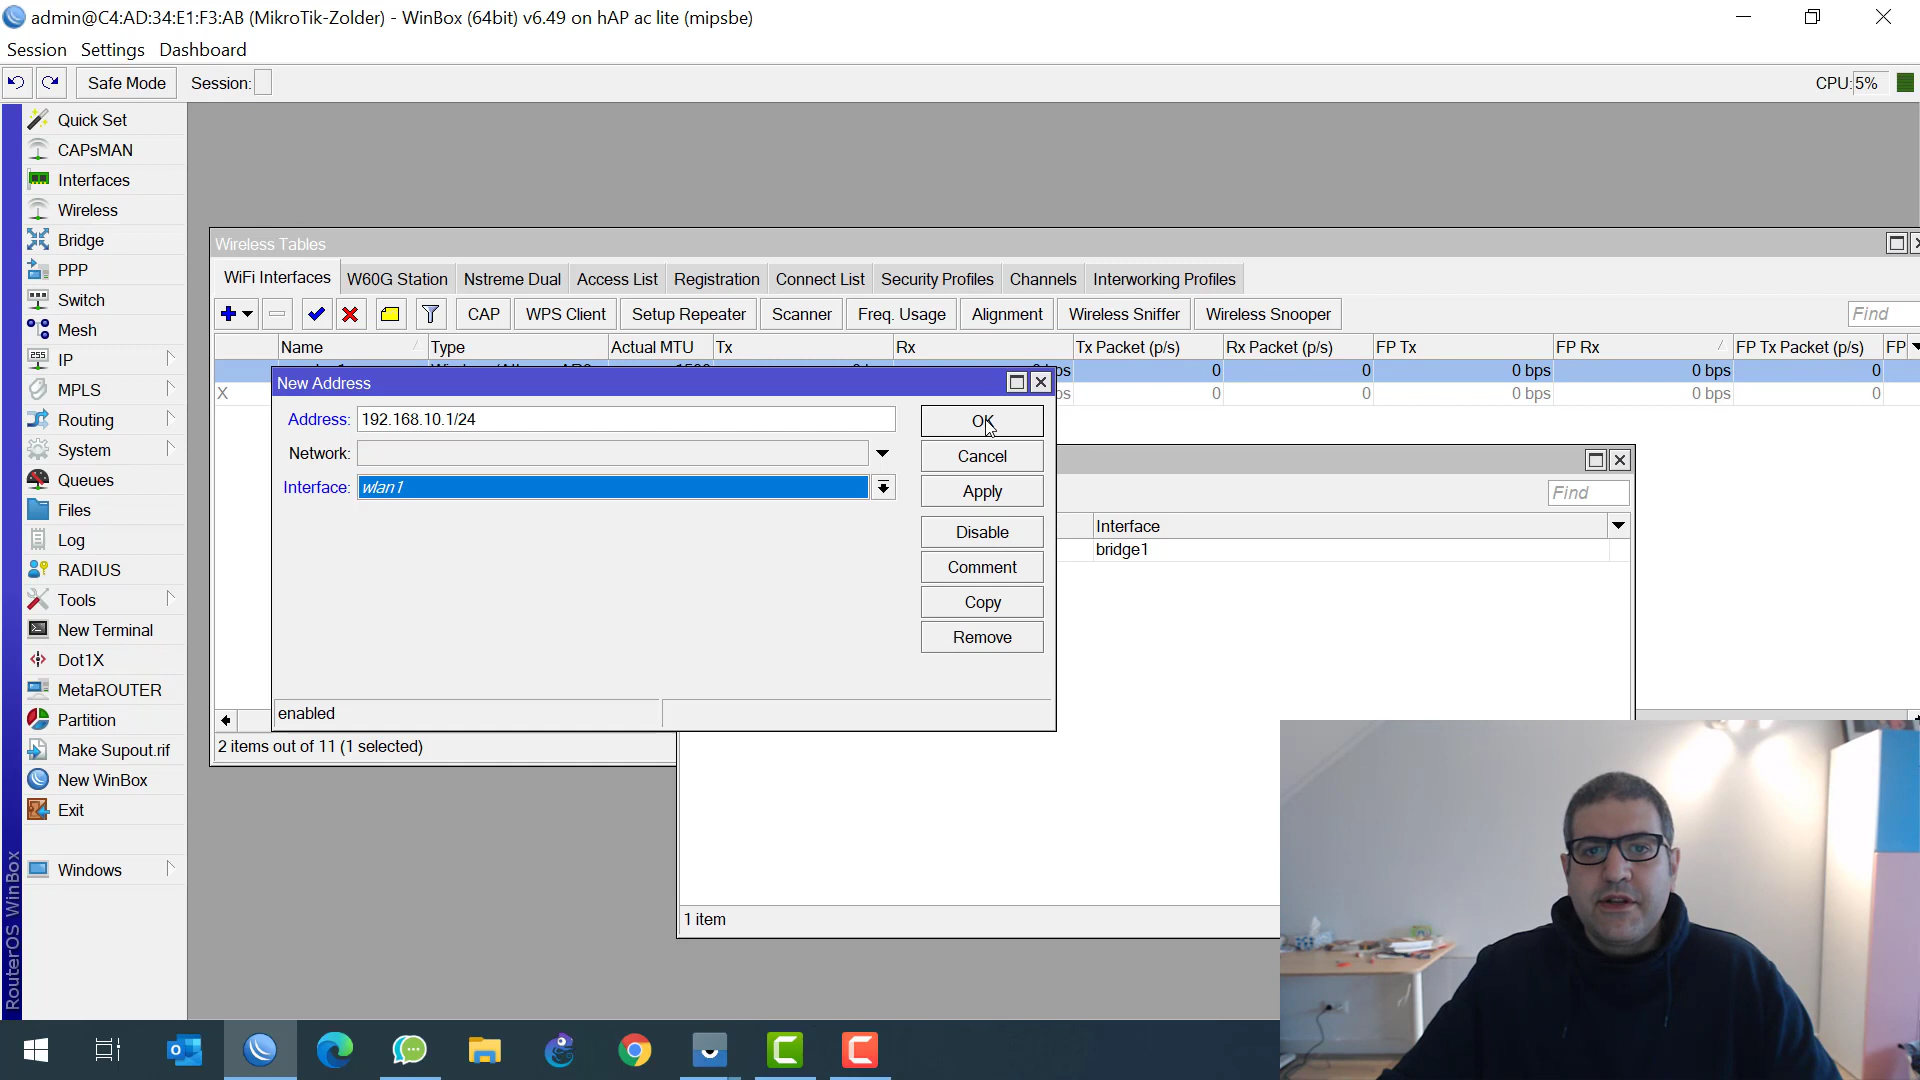 admin@C4:AD:34:E1:F3:AB (MikroTik-Zolder) - WinBox (64bit) v6.49 on hAP ac lite (mipsbe)
Session Settings Dashboard
Safe Mode Session: CPU: 5%
Quick Set
CAPsMAN
Interfaces
Wireless
Bridge
PPP
Switch
Mesh
IP
MPLS
Routing
System
Queues
Files
Log
RADIUS
Tools
New Terminal
Dot1X
MetaROUTER
Partition
Make Supout.rif
New WinBox
Exit
Windows
RouterOS WinBox
Wireless Tables
WiFi Interfaces W60G Station Nstreme Dual Access List Registration Connect List Security Profiles Channels Interworking Profiles
CAP WPS Client Setup Repeater Scanner Freq. Usage Alignment Wireless Sniffer Wireless Snooper Find
Name Type Actual MTU Tx Rx Tx Packet (p/s) Rx Packet (p/s) FP Tx FP Rx FP Tx Packet (p/s) FP
bps 0 0 0 bps 0 bps 0
X 0 0 0 bps 0 bps 0
2 items out of 11 (1 selected)
New Address
Address: 192.168.10.1/24
Network:
Interface: wlan1
OK
Cancel
Apply
Disable
Comment
Copy
Remove
enabled
Find
Interface
bridge1
1 item